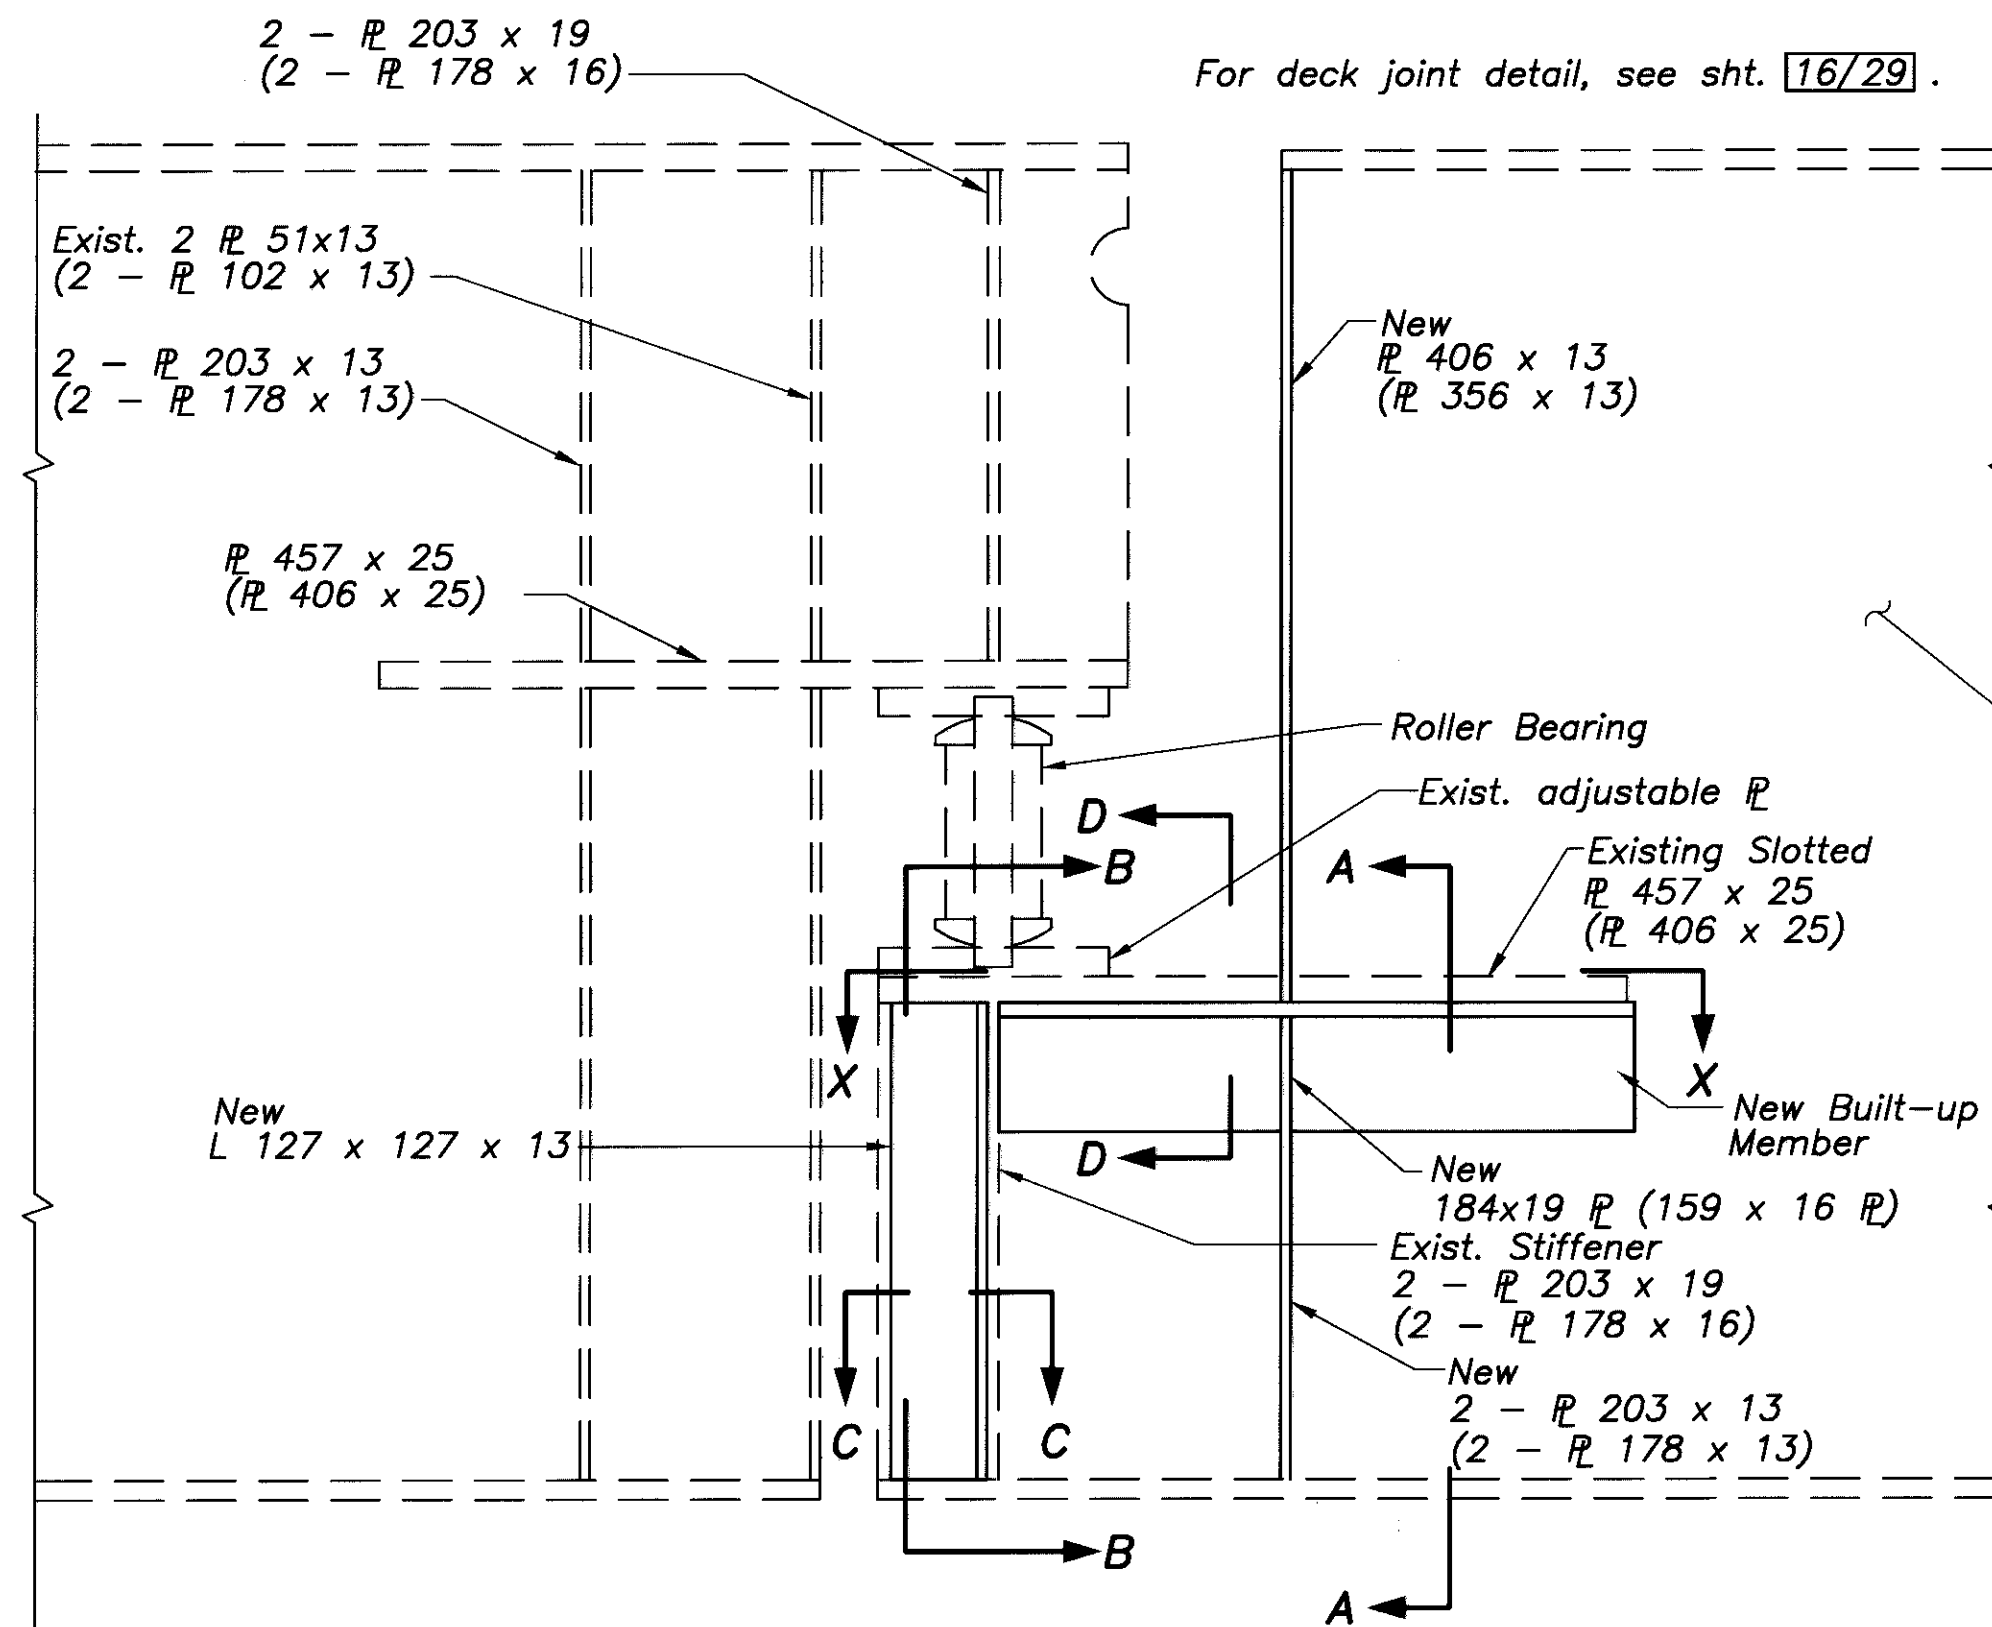 2 - ℙL 203 x 19
(2 - ℙL 178 x 16)
For deck joint detail, see sht. 16/29 .
Exist. 2 ℙL 51x13
(2 - ℙL 102 x 13)
2 - ℙL 203 x 13
(2 - ℙL 178 x 13)
New
ℙL 406 x 13
(ℙL 356 x 13)
ℙL 457 x 25
(ℙL 406 x 25)
Roller Bearing
Exist. adjustable ℙL
D
B
A
Existing Slotted
ℙL 457 x 25
(ℙL 406 x 25)
X
X
New
L 127 x 127 x 13
New Built-up
Member
D
New
184x19 ℙL (159 x 16 ℙL)
Exist. Stiffener
2 - ℙL 203 x 19
(2 - ℙL 178 x 16)
New
2 - ℙL 203 x 13
(2 - ℙL 178 x 13)
C
C
B
A